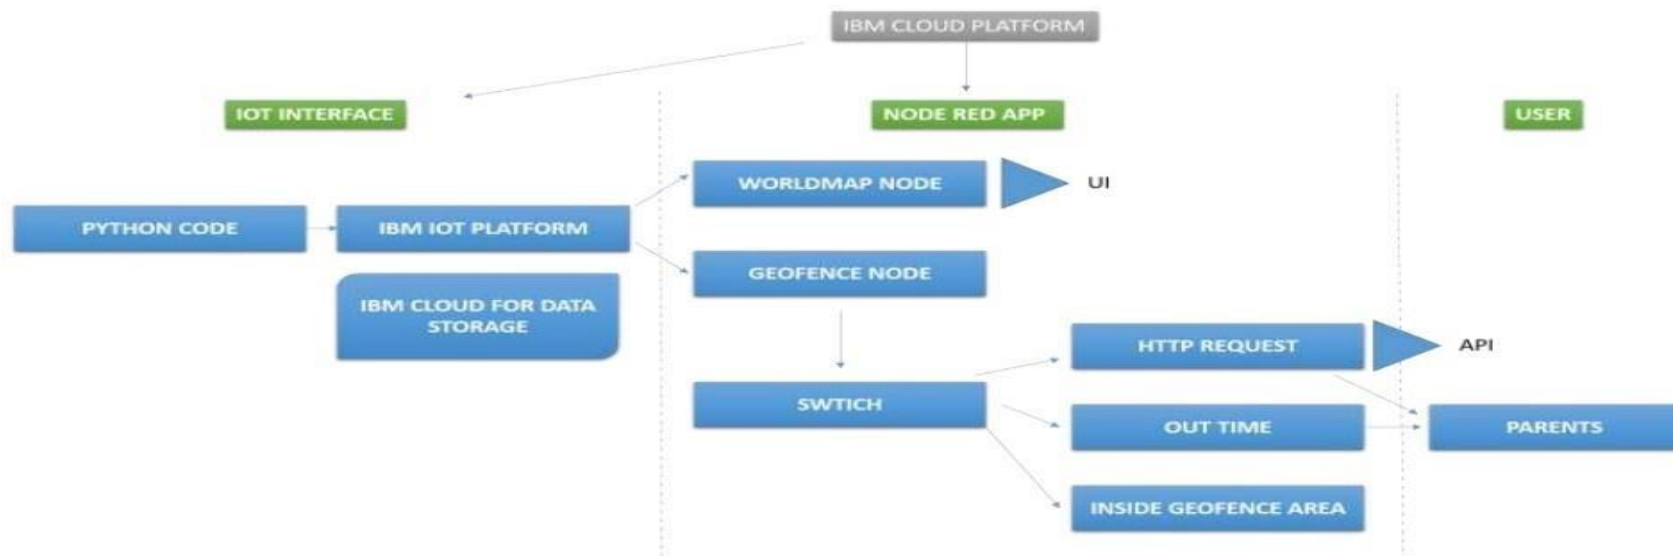 IBM CLOUD PLATFORM
IOT INTERFACE
NODE RED APP
USER
WORLDMAP NODE
UI
PYTHON CODE
IBM IOT PLATFORM
GEOFENCE NODE
IBM CLOUD FOR DATA
STORAGE
HTTP REQUEST
API
SWTICH
OUT TIME
PARENTS
INSIDE GEOFENCE AREA